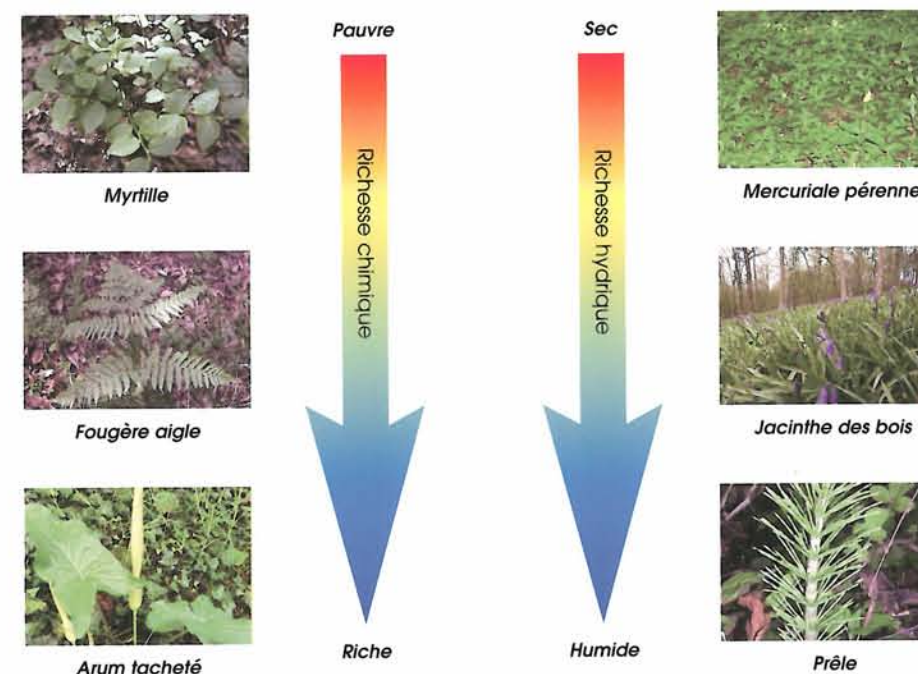 Pauvre
Sec
Richesse chimique
Richesse hydrique
Myrtille
Mercuriale pérenne
Fougère aigle
Jacinthe des bois
Arum tacheté
Riche
Humide
Prêle